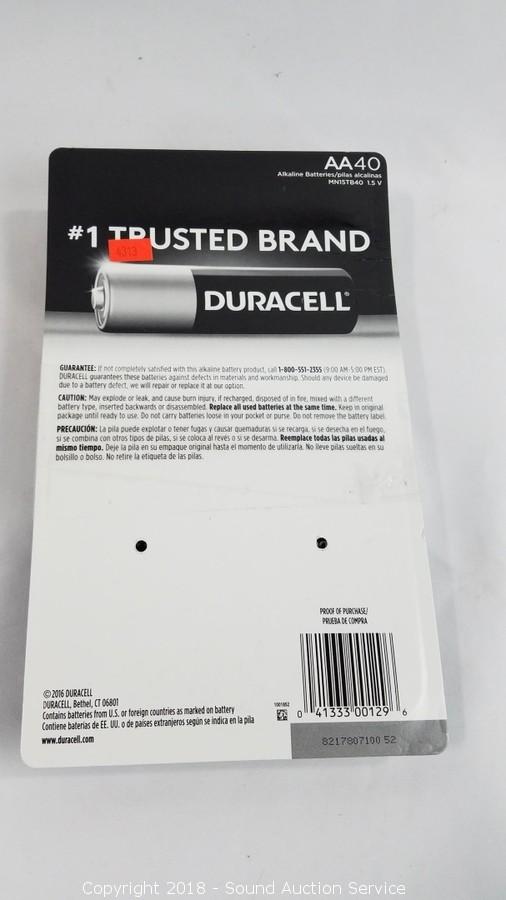 AA40
Alkaline Batteries/pilas alcalinas
MN15TB40 1.5 V
#1 TRUSTED BRAND
4313
DURACELL®
GUARANTEE: If not completely satisfied with this alkaline battery product, call 1-800-551-2355 (9:00 AM-5:00 PM EST).
DURACELL guarantees these batteries against defects in materials and workmanship. Should any device be damaged
due to a battery defect, we will repair or replace it at our option.
CAUTION: May explode or leak, and cause burn injury, if recharged, disposed of in fire, mixed with a different
battery type, inserted backwards or disassembled. Replace all used batteries at the same time. Keep in original
package until ready to use. Do not carry batteries loose in your pocket or purse. Do not remove the battery label.
PRECAUCIÓN: La pila puede explotar o tener fugas y causar quemaduras si se recarga, si se desecha en el fuego,
si se combina con otros tipos de pilas, si se coloca al revés o si se desarma. Reemplace todas las pilas usadas al
mismo tiempo. Deje la pila en su empaque original hasta el momento de utilizarla. No lleve pilas sueltas en su
bolsillo o bolso. No retire la etiqueta de las pilas.
PROOF OF PURCHASE/
PRUEBA DE COMPRA
©2016 DURACELL
DURACELL, Bethel, CT 06801
Contains batteries from U.S. or foreign countries as marked on battery
Contiene baterías de EE. UU. o de países extranjeros según se indica en la pila
www.duracell.com
1001852
0 41333 00129 6
8217807100 52
Copyright 2018 - Sound Auction Service